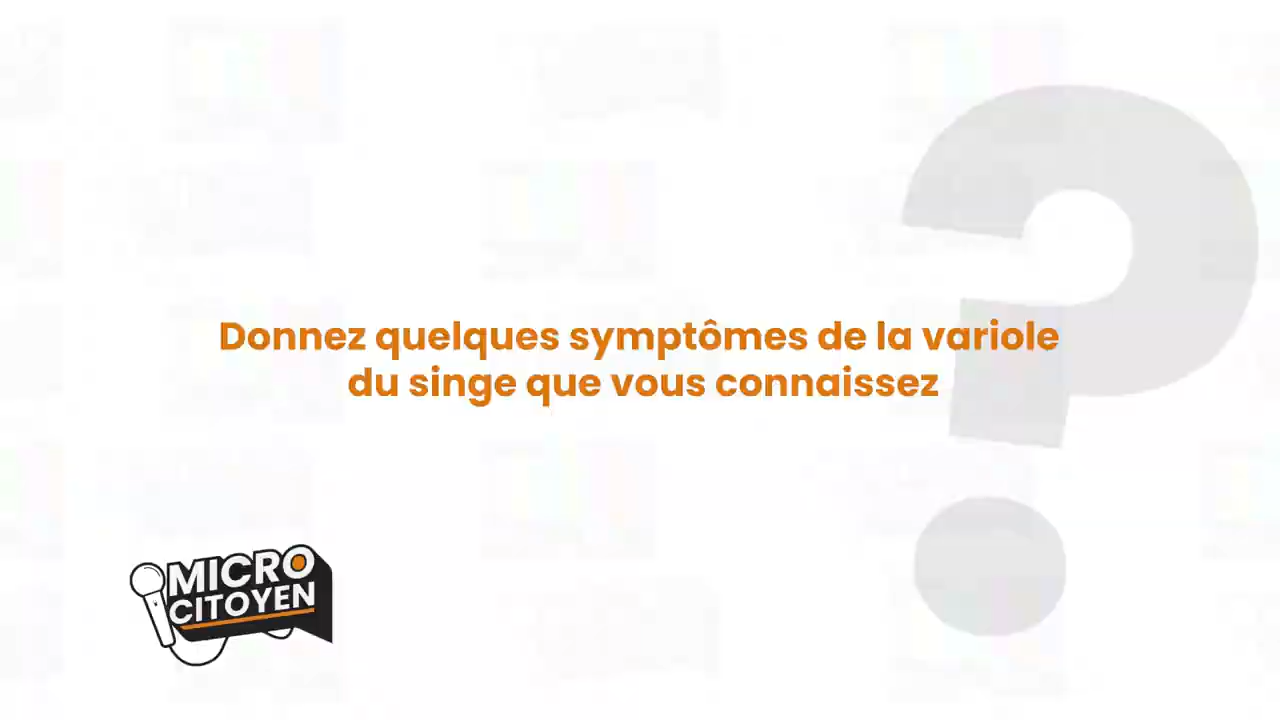 Donnez quelques symptômes de la variole
du singe que vous connaissez
MICRO
CITOYEN